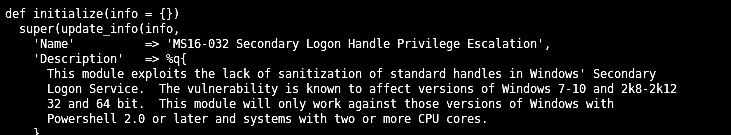 def initialize(info = {})
super(update_info(info,
'Name' => 'MS16-032 Secondary Logon Handle Privilege Escalation',
'Description' => %q{
This module exploits the lack of sanitization of standard handles in Windows' Secondary
Logon Service. The vulnerability is known to affect versions of Windows 7-10 and 2k8-2k12
32 and 64 bit. This module will only work against those versions of Windows with
Powershell 2.0 or later and systems with two or more CPU cores.
}